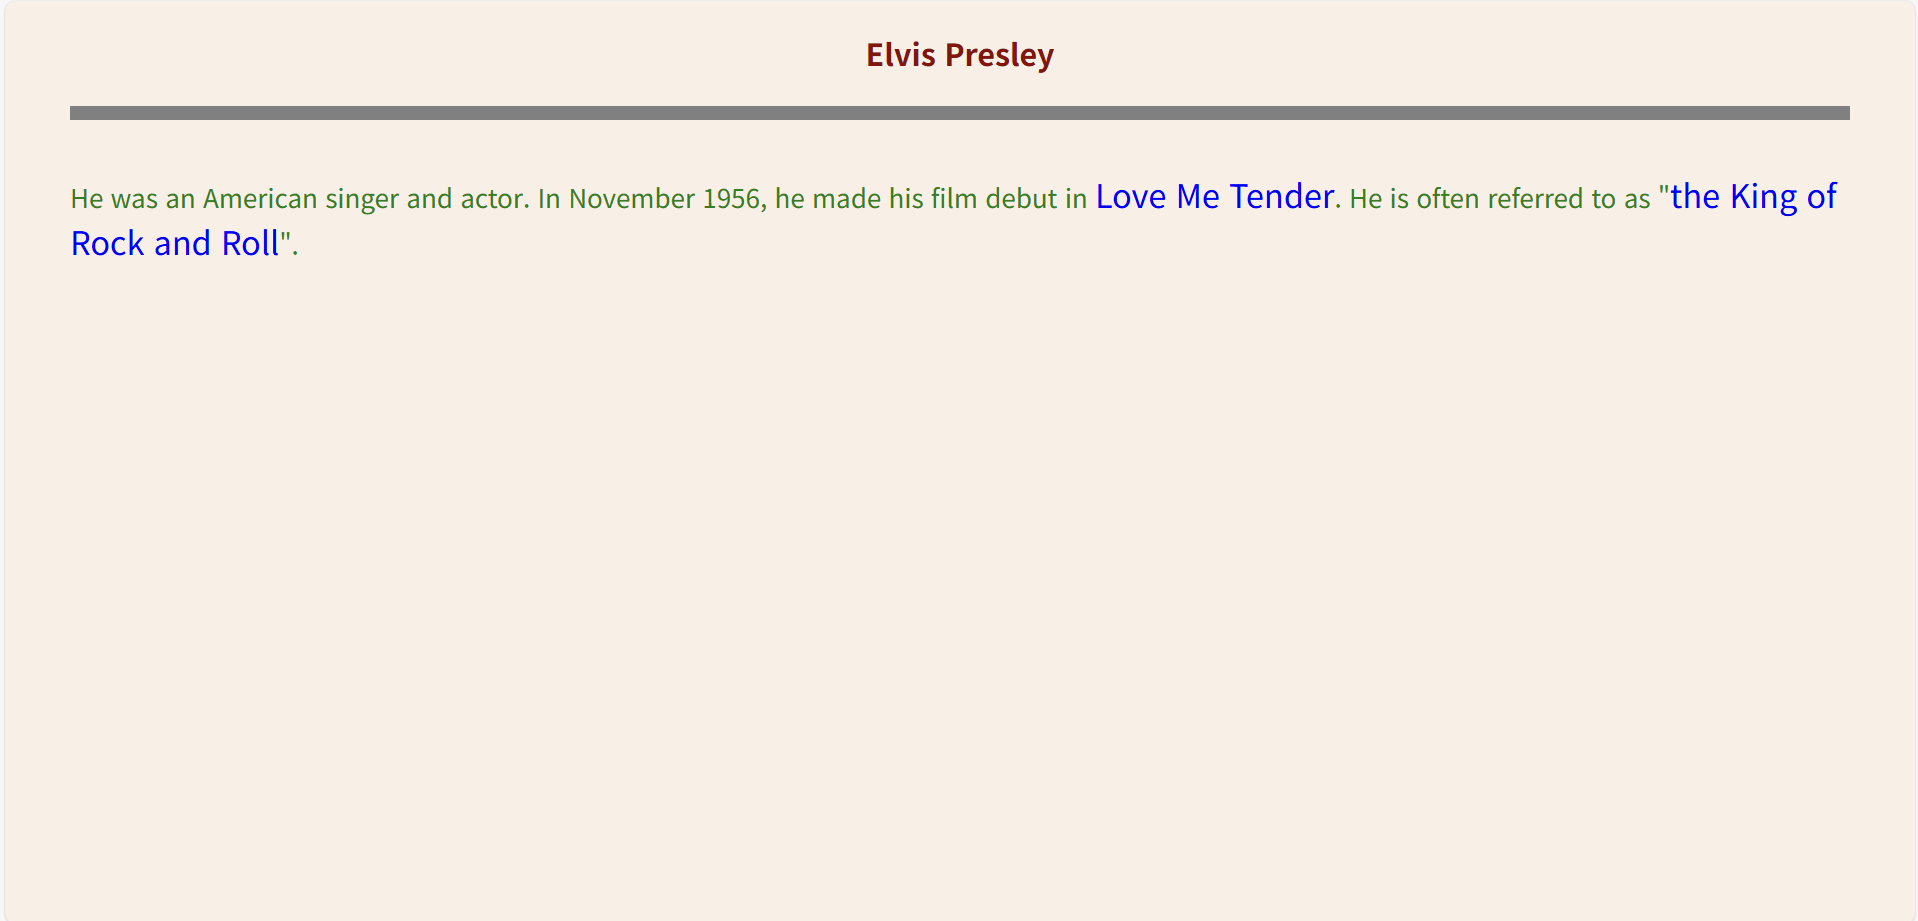 Elvis Presley
He was an American singer and actor. In November 1956, he made his film debut in Love Me Tender. He is often referred to as "the King of
Rock and Roll".